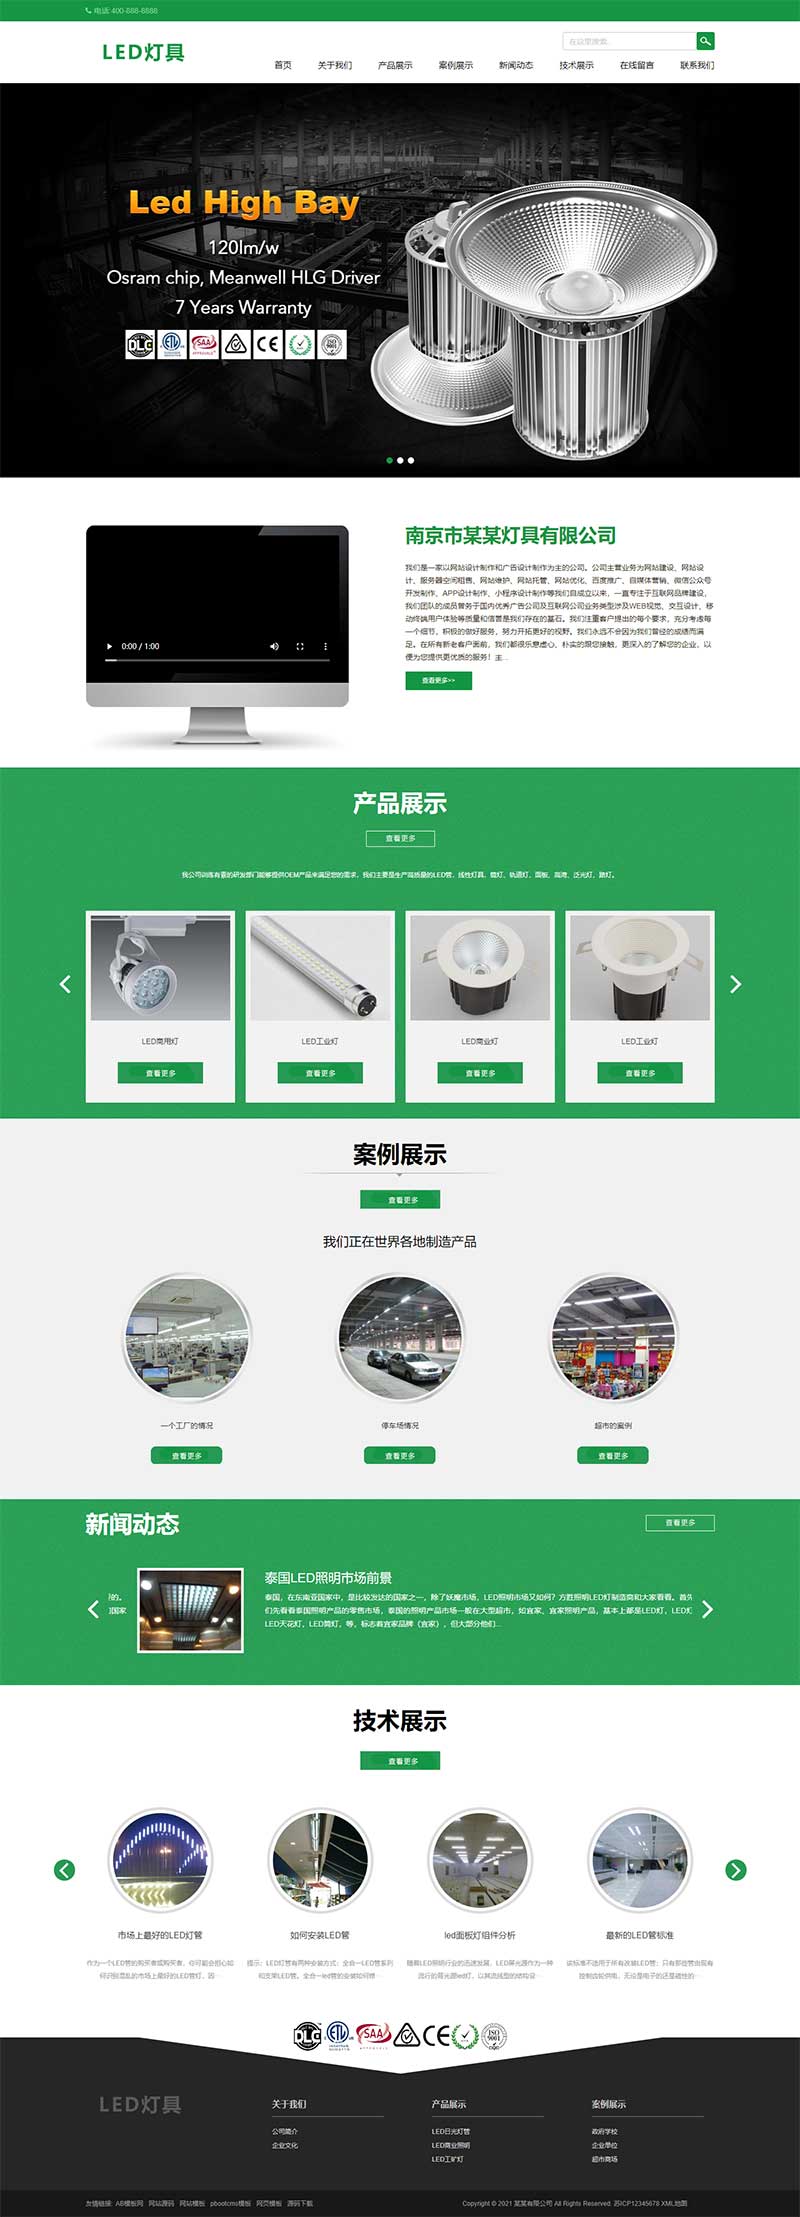 电话:400-888-8888
LED灯具
在这里搜索...
首页 关于我们 产品展示 案例展示 新闻动态 技术展示 在线留言 联系我们
Led High Bay
120lm/w
Osram chip, Meanwell HLG Driver
7 Years Warranty
DLC ETL SAA CE ISO 9001
南京市某某灯具有限公司
我们是一家以网站设计制作和广告设计制作为主的公司。公司主营业务为网站建设、网站设
计、服务器空间租售、网站维护、网站托管、网站优化、百度推广、自媒体营销、微信公众号
开发制作、APP设计制作、小程序设计制作等我们自成立以来，一直专注于互联网品牌建设，
我们团队的成员曾务于国内优秀广告公司及互联网公司业务类型涉及WEB视觉、交互设计、移
动终端用户体验等质量和信誉是我们存在的基石。我们注重客户提出的每个要求，充分考虑每
一个细节，积极的做好服务，努力开拓更好的视野。我们永远不会因为我们曾经的成绩而满
足。在所有新老客户面前，我们都很乐意虚心、朴实的跟您接触，更深入的了解您的企业，以
便为您提供更优质的服务！主...
0:00 / 1:00
查看更多>>
产品展示
查看更多
我公司训练有素的研发部门能够提供OEM产品来满足您的需求，我们主要是生产高质量的LED管，线性灯具，筒灯，轨道灯，面板，高湾，泛光灯，路灯。
LED商用灯 LED工业灯 LED商业灯 LED工业灯
查看更多 查看更多 查看更多 查看更多
案例展示
查看更多
我们正在世界各地制造产品
一个工厂的情况 停车场情况 超市的案例
查看更多 查看更多 查看更多
新闻动态
查看更多
泰国LED照明市场前景
泰国，在东南亚国家中，是比较发达的国家之一，除了妖魔市场，LED照明市场又如何？方胜照明LED灯制造商和大家看看。首先
们先看看泰国照明产品的零售市场，泰国的照明产品市场一般在大型超市，如宜家、宜家照明产品，基本上都是LED灯，LED灯
LED天花灯，LED筒灯，等，标志着宜家品牌（宜家），但大部分他们...
的。
国家
技术展示
查看更多
市场上最好的LED灯管 如何安装LED管 led面板灯组件分析 最新的LED管标准
作为一个LED管的购买者或购买者，你可能会担心如
何识别混乱的市场上最好的LED管灯，因···
提示：LED灯管有两种安装方式：全合一LED管系列
和支架LED管。全合一led管的安装如何修···
随着LED照明行业的迅速发展，LED屏光源作为一种
流行的背光源led灯，以其流线型的结构设···
该标准不适用于所有改装LED管：只有那些管由现有
控制齿轮供电，无论是电子的还是磁性的···
DLC ETL SAA CE ISO 9001
LED灯具
关于我们
公司简介
企业文化
产品展示
LED日光灯管
LED商业照明
LED工矿灯
案例展示
政府学校
企业单位
超市商场
友情链接: AB模板网 网站源码 网站模板 pbootcms模板 网页模板 源码下载
Copyright © 2021 某某有限公司 All Rights Reserved. 苏ICP12345678 XML地图